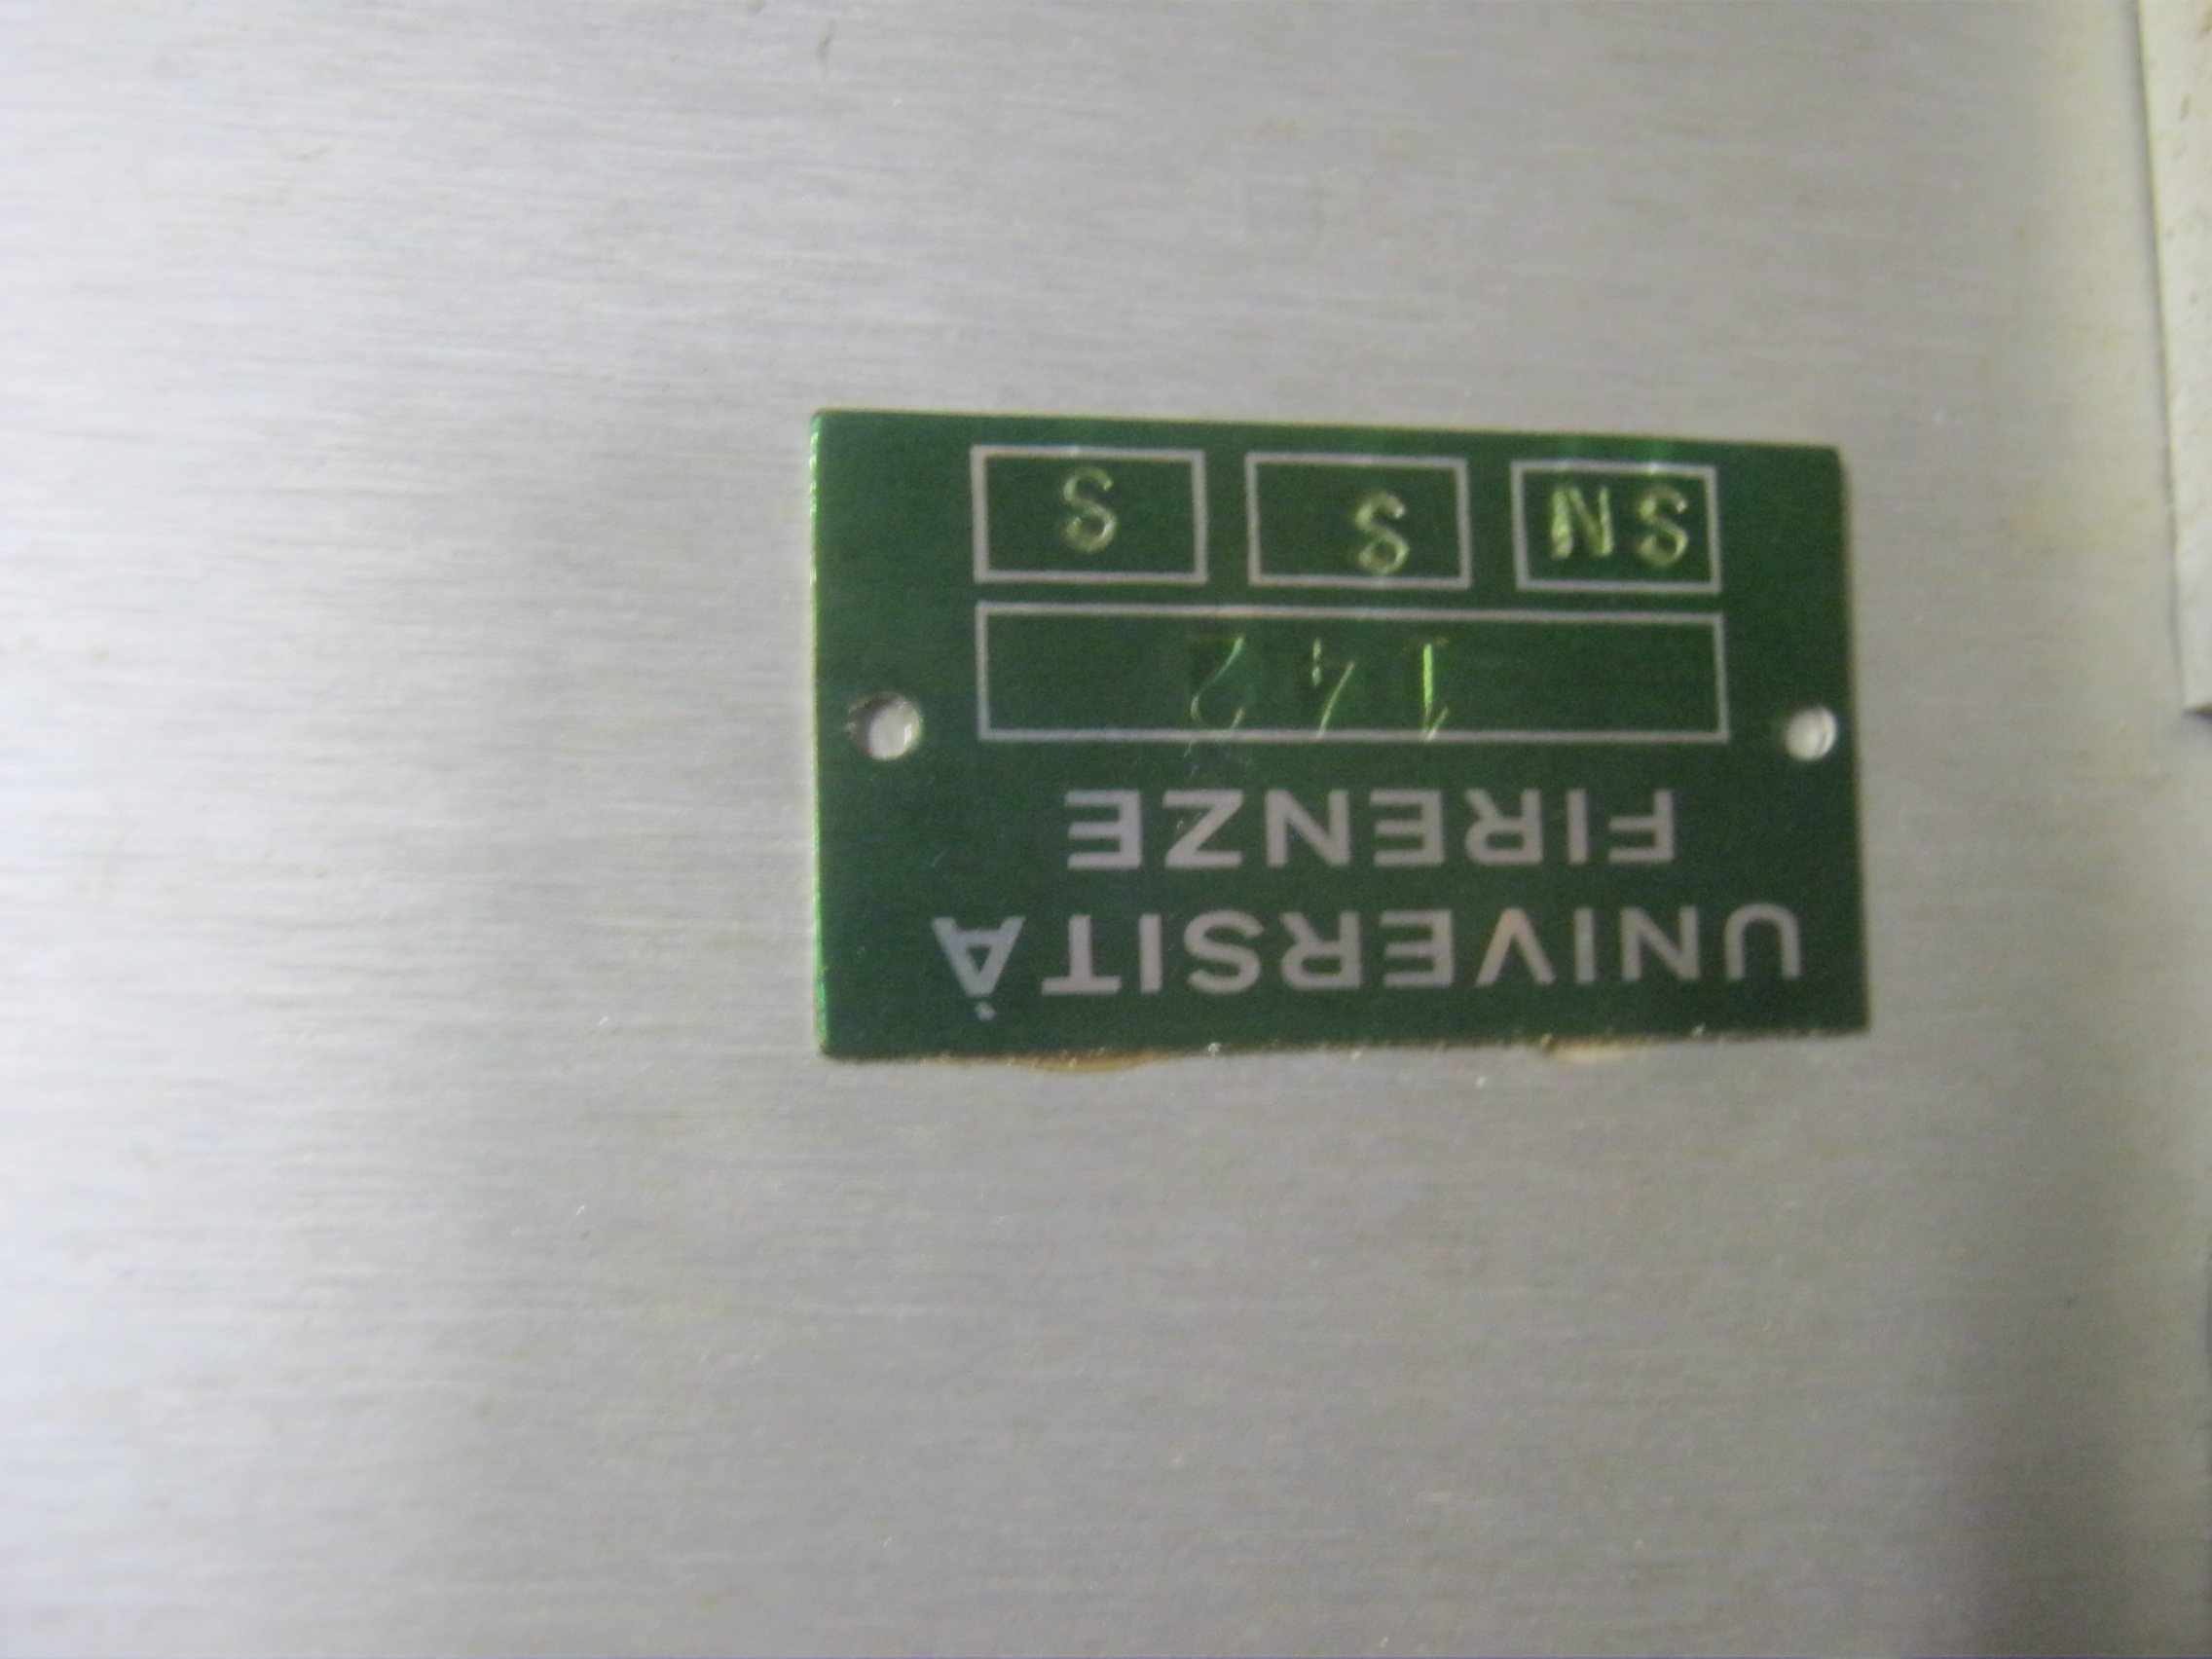 UNIVERSITÀ
FIRENZE
142
SN S S